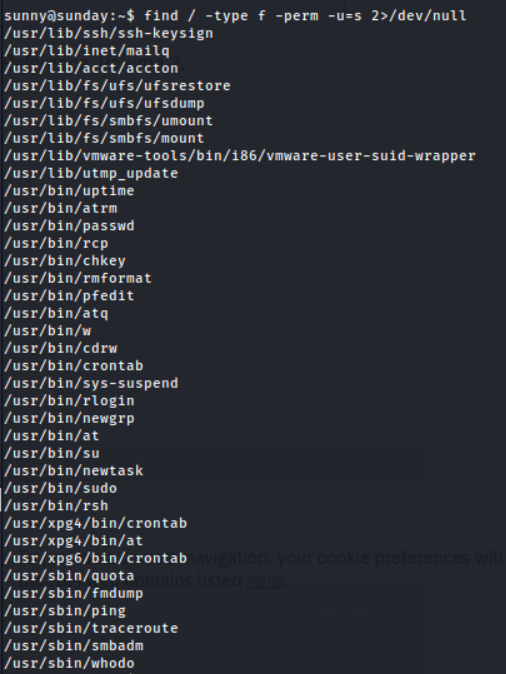 sunny@sunday:~$ find / -type f -perm -u=s 2>/dev/null
/usr/lib/ssh/ssh-keysign
/usr/lib/inet/mailq
/usr/lib/acct/accton
/usr/lib/fs/ufs/ufsrestore
/usr/lib/fs/ufs/ufsdump
/usr/lib/fs/smbfs/umount
/usr/lib/fs/smbfs/mount
/usr/lib/vmware-tools/bin/i86/vmware-user-suid-wrapper
/usr/lib/utmp_update
/usr/bin/uptime
/usr/bin/atrm
/usr/bin/passwd
/usr/bin/rcp
/usr/bin/chkey
/usr/bin/rmformat
/usr/bin/pfedit
/usr/bin/atq
/usr/bin/w
/usr/bin/cdrw
/usr/bin/crontab
/usr/bin/sys-suspend
/usr/bin/rlogin
/usr/bin/newgrp
/usr/bin/at
/usr/bin/su
/usr/bin/newtask
/usr/bin/sudo
/usr/bin/rsh
/usr/xpg4/bin/crontab
/usr/xpg4/bin/at
/usr/xpg6/bin/crontab
navigation, your cookie preferences will
/usr/sbin/quota
domains listed here.
/usr/sbin/fmdump
/usr/sbin/ping
/usr/sbin/traceroute
/usr/sbin/smbadm
/usr/sbin/whodo